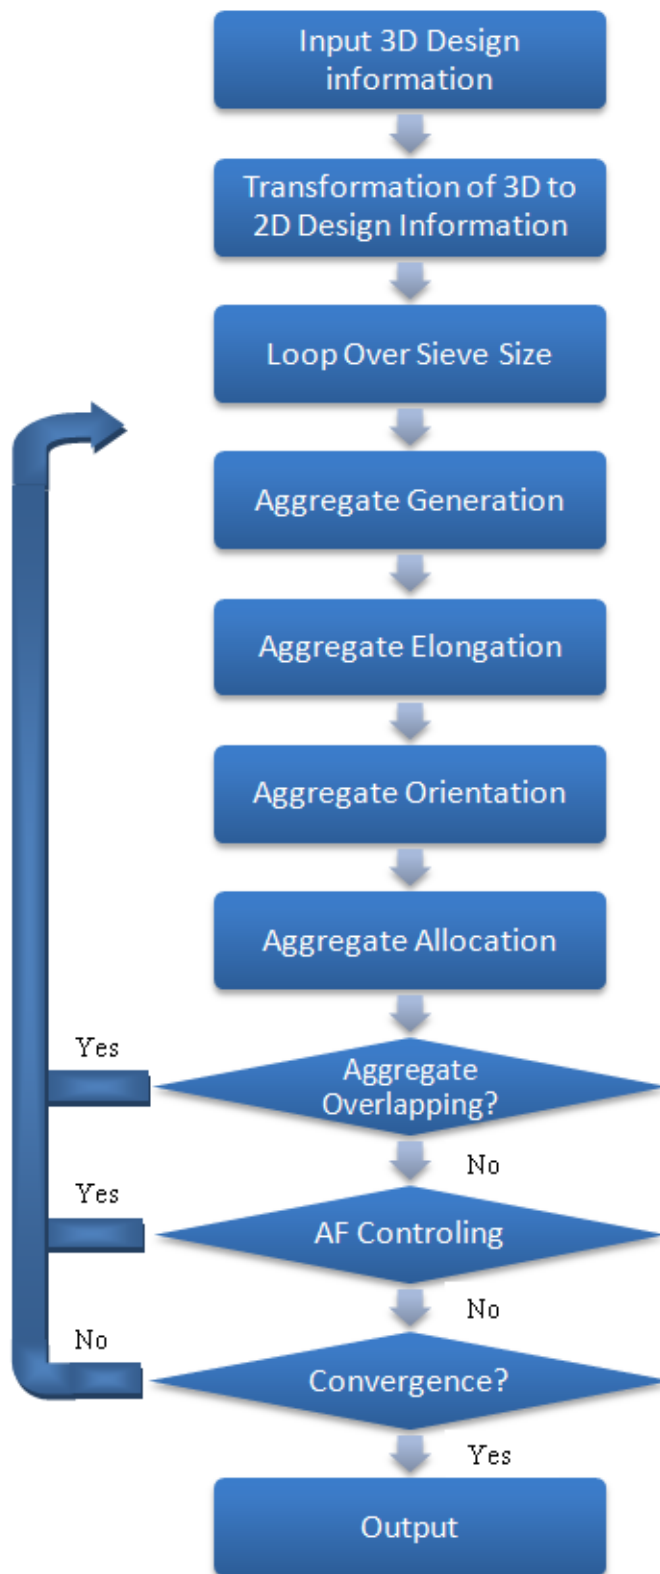 Input 3D Design
information
Transformation of 3D to
2D Design Information
Loop Over Sieve Size
Aggregate Generation
Aggregate Elongation
Aggregate Orientation
Aggregate Allocation
Yes
Aggregate
Overlapping?
No
Yes
AF Controling
No
No
Convergence?
Yes
Output